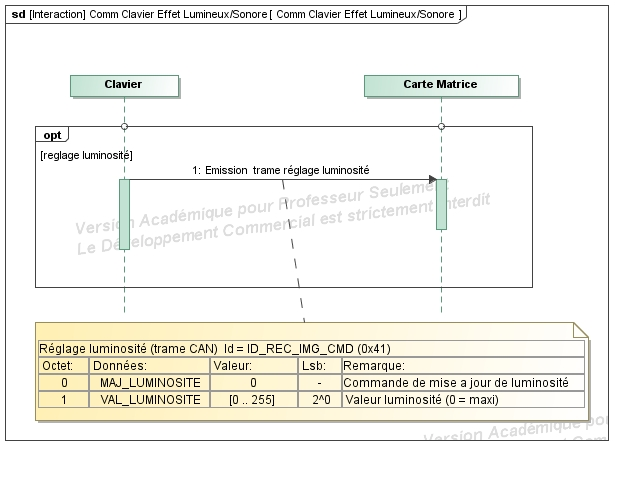 sd [Interaction] Comm Clavier Effet Lumineux/Sonore [ Comm Clavier Effet Lumineux/Sonore ]
Clavier Carte Matrice
opt
[reglage luminosité]
1: Emission trame réglage luminosité
Version Académique pour Professeur Seulement
Le Développement Commercial est strictement interdit
Réglage luminosité (trame CAN) Id = ID_REC_IMG_CMD (0x41)
Octet: Données: Valeur: Lsb: Remarque:
0 MAJ_LUMINOSITE 0 - Commande de mise a jour de luminosité
1 VAL_LUMINOSITE [0 .. 255] 2^0 Valeur luminosité (0 = maxi)
Version Académique pou